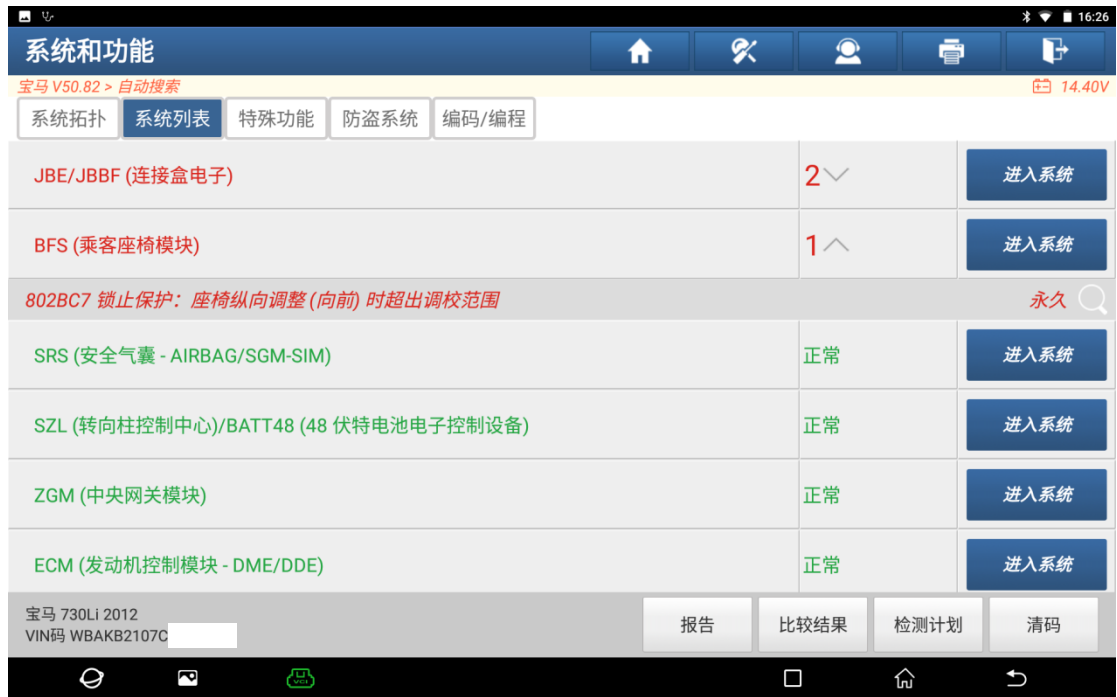 16:26
系统和功能
宝马 V50.82 > 自动搜索 14.40V
系统拓扑 系统列表 特殊功能 防盗系统 编码/编程
JBE/JBBF (连接盒电子) 2 进入系统
BFS (乘客座椅模块) 1 进入系统
802BC7 锁止保护：座椅纵向调整 (向前) 时超出调校范围 永久
SRS (安全气囊 - AIRBAG/SGM-SIM) 正常 进入系统
SZL (转向柱控制中心)/BATT48 (48 伏特电池电子控制设备) 正常 进入系统
ZGM (中央网关模块) 正常 进入系统
ECM (发动机控制模块 - DME/DDE) 正常 进入系统
宝马 730Li 2012
VIN码 WBAKB2107C
报告 比较结果 检测计划 清码
VCI